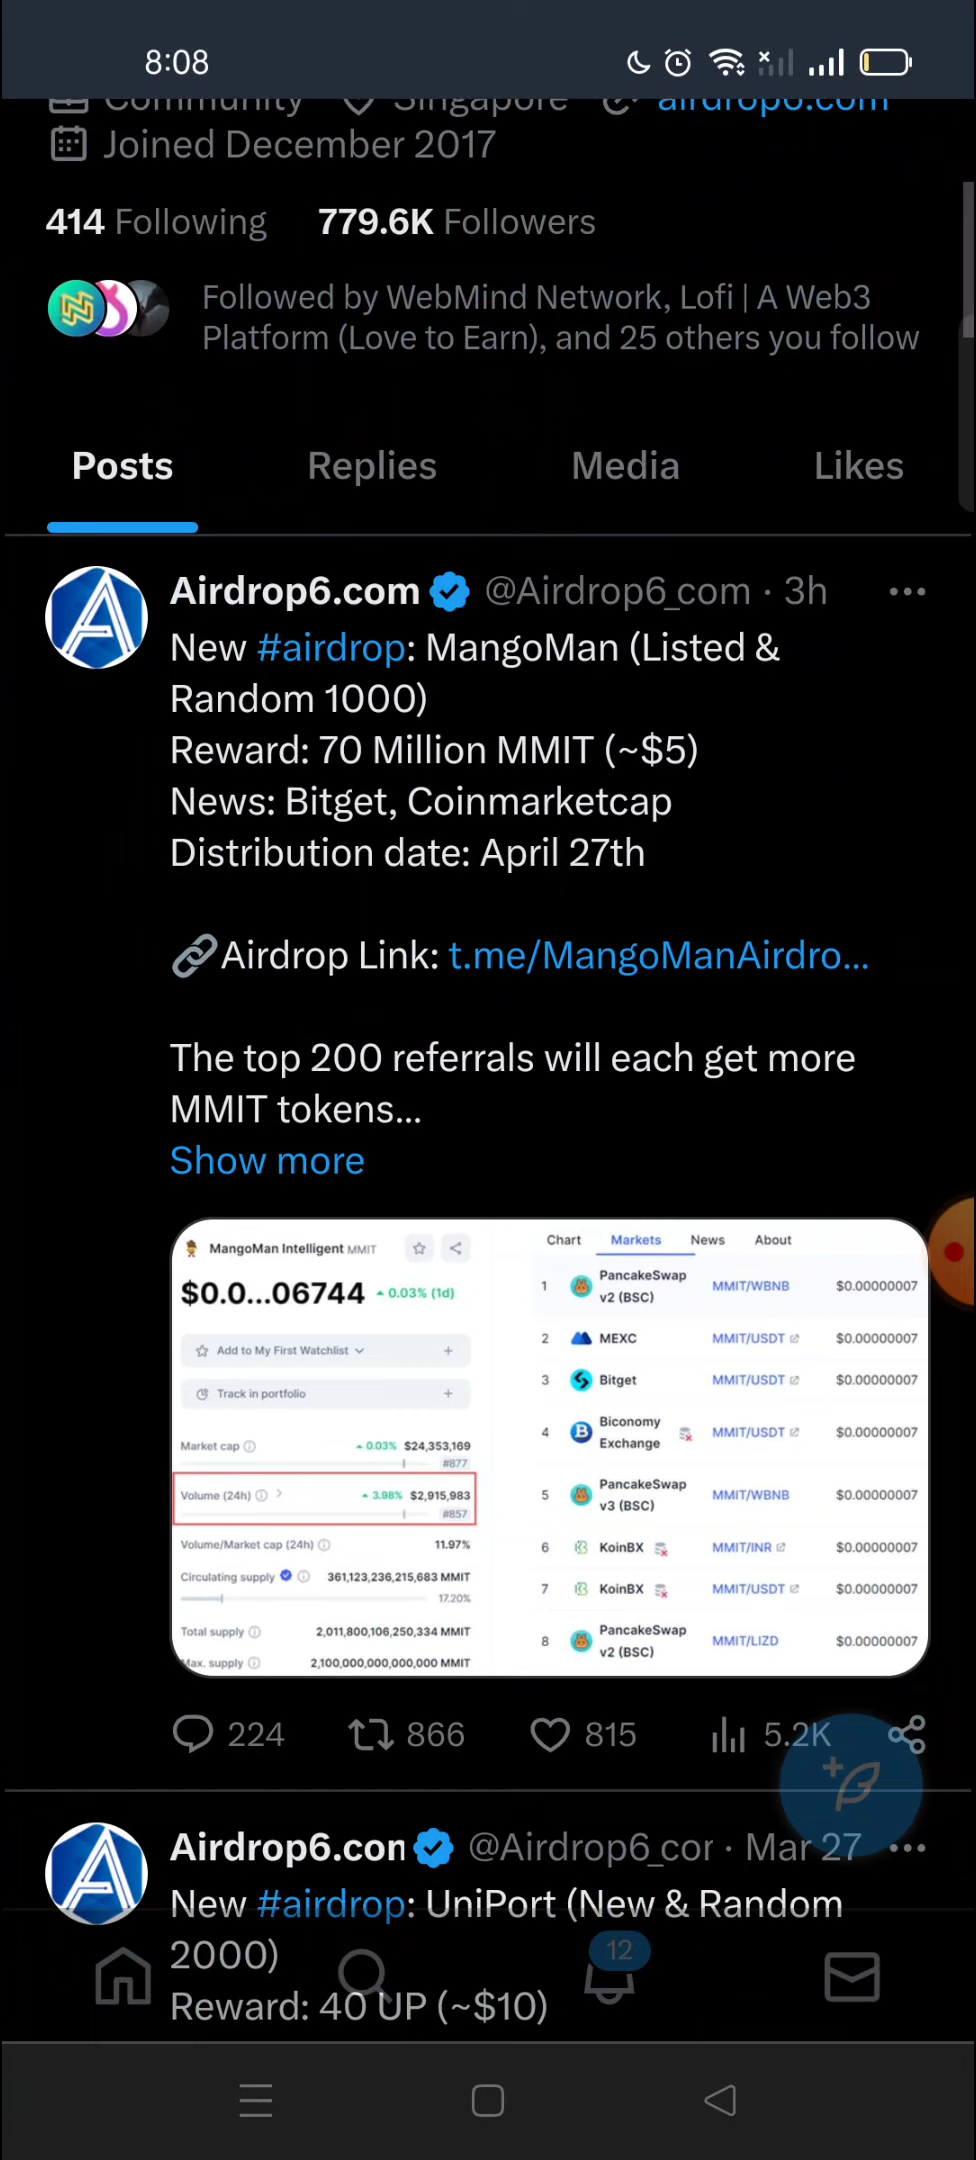 8:08
Community Singapore airdrop6.com
Joined December 2017
414 Following 779.6K Followers
Followed by WebMind Network, Lofi | A Web3
Platform (Love to Earn), and 25 others you follow
Posts Replies Media Likes
Airdrop6.com @Airdrop6_com · 3h
New #airdrop: MangoMan (Listed &
Random 1000)
Reward: 70 Million MMIT (~$5)
News: Bitget, Coinmarketcap
Distribution date: April 27th
Airdrop Link: t.me/MangoManAirdro...
The top 200 referrals will each get more
MMIT tokens...
Show more
MangoMan Intelligent MMIT
$0.0...06744 0.03% (1d)
Add to My First Watchlist +
Track in portfolio +
Market cap 0.03% $24,353,169
#877
Volume (24h) 3.98% $2,915,983
#857
Volume/Market cap (24h) 11.97%
Circulating supply 361,123,236,215,683 MMIT
17.20%
Total supply 2,011,800,106,250,334 MMIT
Max. supply 2,100,000,000,000,000 MMIT
Chart Markets News About
1 PancakeSwap v2 (BSC) MMIT/WBNB $0.00000007
2 MEXC MMIT/USDT $0.00000007
3 Bitget MMIT/USDT $0.00000007
4 Biconomy Exchange MMIT/USDT $0.00000007
5 PancakeSwap v3 (BSC) MMIT/WBNB $0.00000007
6 KoinBX MMIT/INR $0.00000007
7 KoinBX MMIT/USDT $0.00000007
8 PancakeSwap v2 (BSC) MMIT/LIZD $0.00000007
224 866 815 5.2K
Airdrop6.con @Airdrop6_cor · Mar 27
New #airdrop: UniPort (New & Random
2000)
12
Reward: 40 UP (~$10)